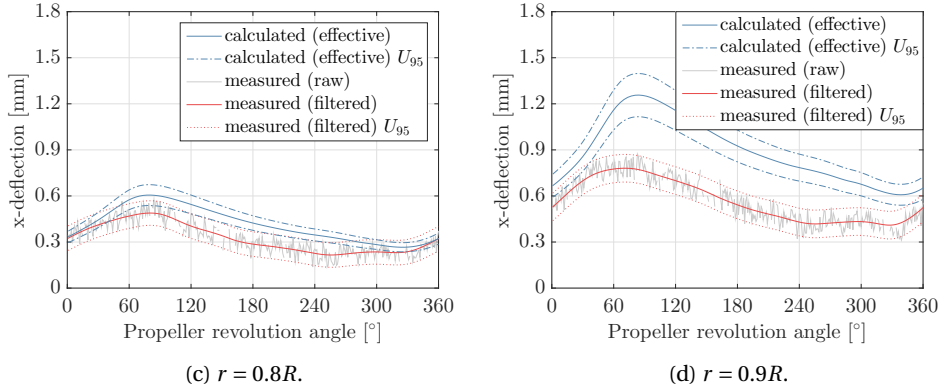 x-deflection [mm]
1.8
1.5
1.2
0.9
0.6
0.3
0
calculated (effective)
calculated (effective) U95
measured (raw)
measured (filtered)
measured (filtered) U95
0 60 120 180 240 300 360
Propeller revolution angle [°]
(c) r = 0.8R.
x-deflection [mm]
1.8
1.5
1.2
0.9
0.6
0.3
0
calculated (effective)
calculated (effective) U95
measured (raw)
measured (filtered)
measured (filtered) U95
0 60 120 180 240 300 360
Propeller revolution angle [°]
(d) r = 0.9R.